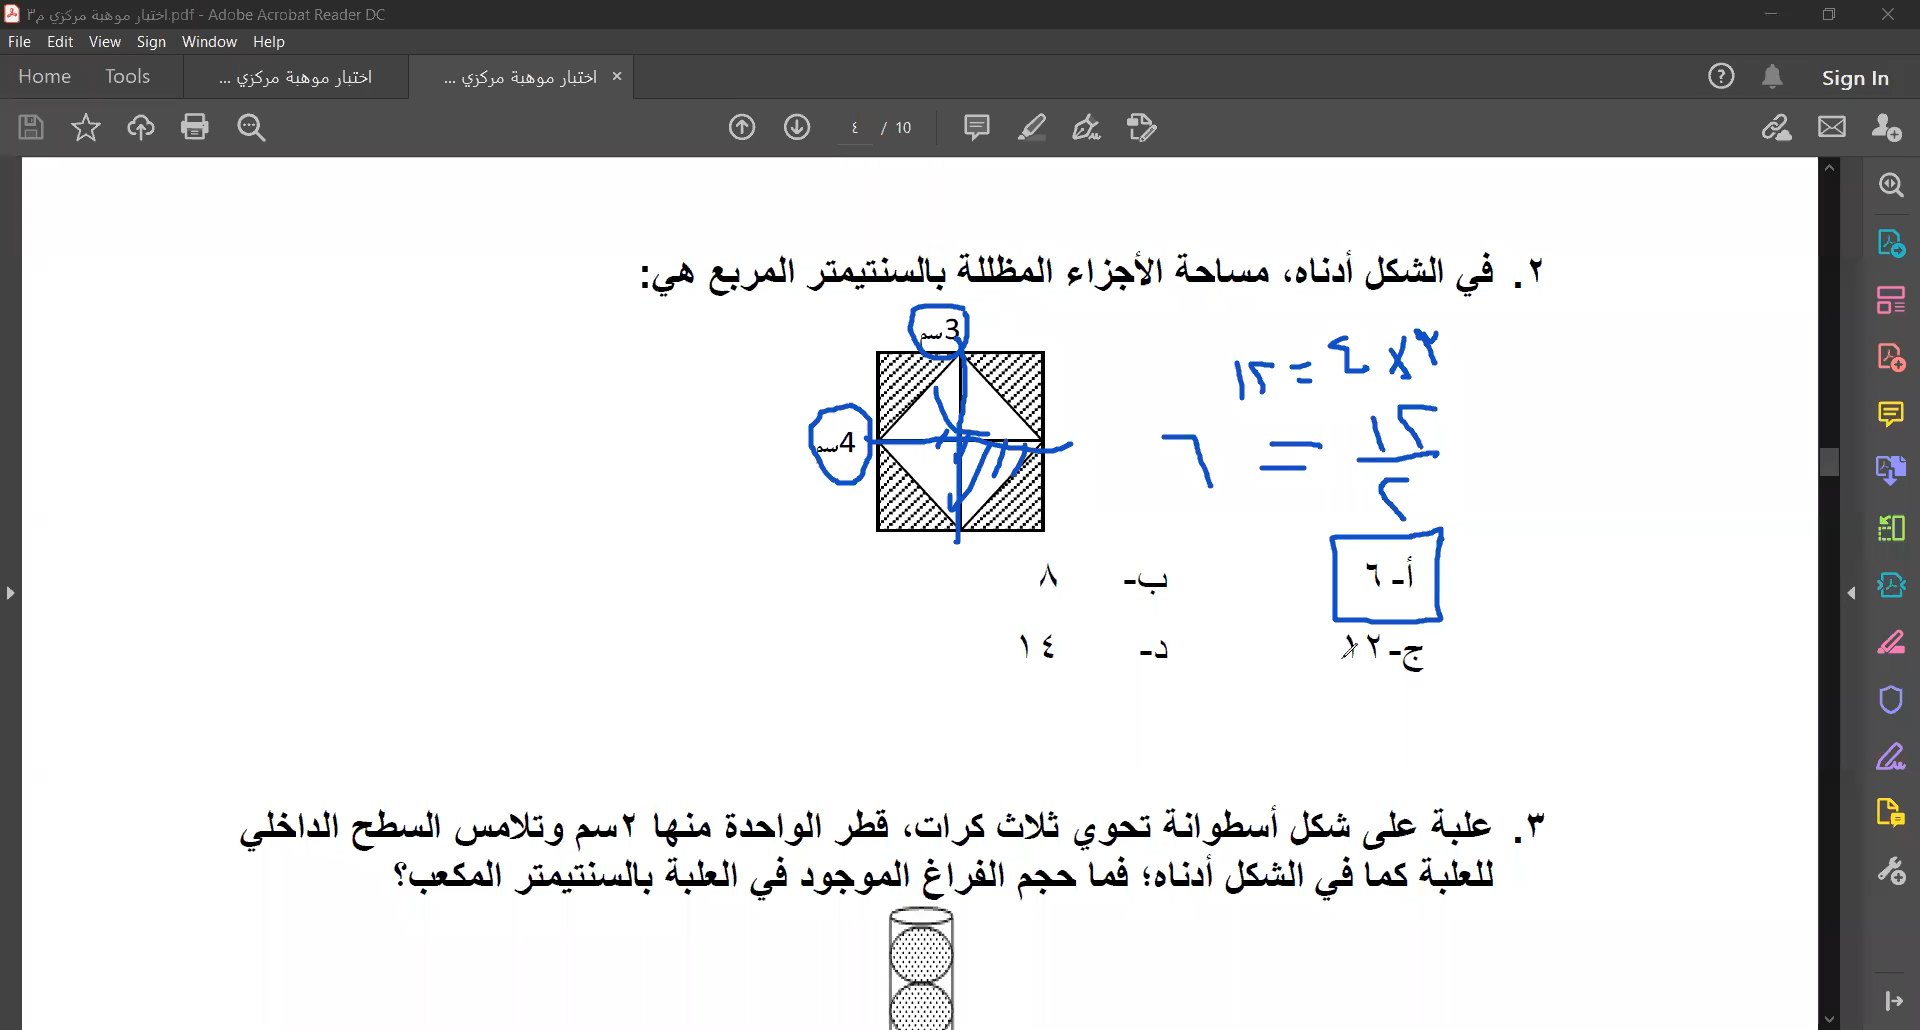 اختبار موهبة مركزي م٣.pdf - Adobe Acrobat Reader DC
File Edit View Sign Window Help
Home Tools اختبار موهبة مركزي ... اختبار موهبة مركزي ... × Sign In
٤ / 10
٢. في الشكل أدناه، مساحة الأجزاء المظللة بالسنتيمتر المربع هي:
3سم
4سم
٣ × ٤ = ١٢
١٢
٢
= ٦
أ- ٦
ب- ٨
ج- ١٢
د- ١٤
٣. علبة على شكل أسطوانة تحوي ثلاث كرات، قطر الواحدة منها ٢سم وتلامس السطح الداخلي
للعلبة كما في الشكل أدناه؛ فما حجم الفراغ الموجود في العلبة بالسنتيمتر المكعب؟